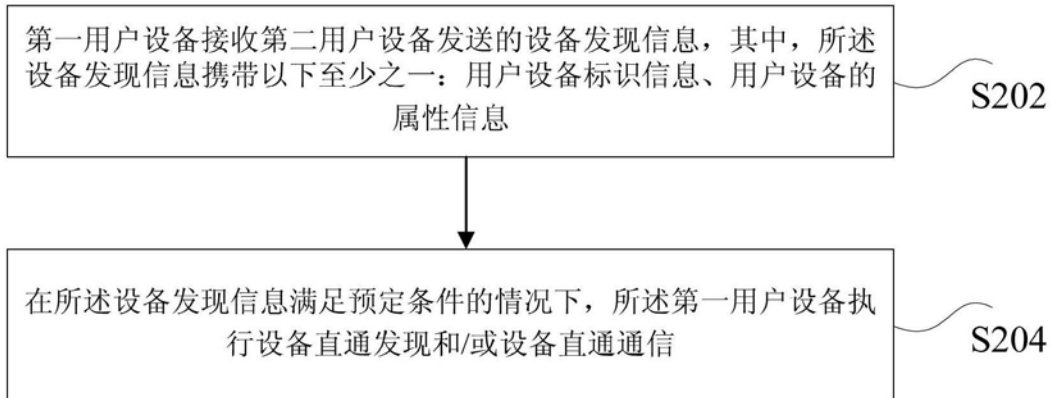 第一用户设备接收第二用户设备发送的设备发现信息，其中，所述
设备发现信息携带以下至少之一：用户设备标识信息、用户设备的
属性信息
S202
在所述设备发现信息满足预定条件的情况下，所述第一用户设备执
行设备直通发现和/或设备直通通信
S204